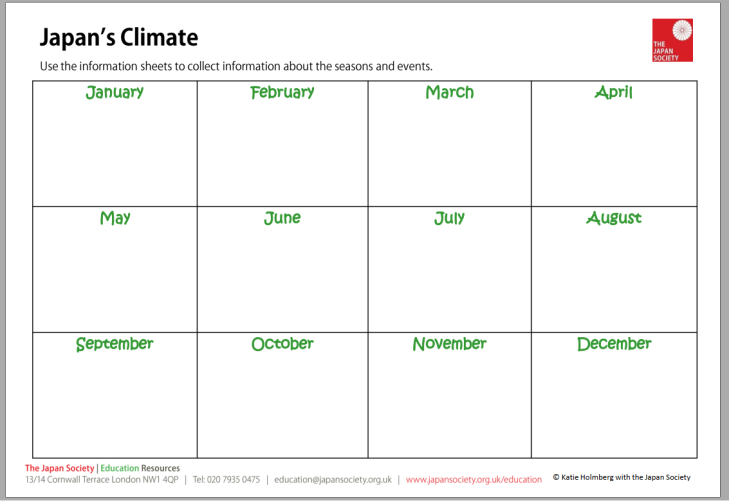 Japan's Climate
THE
JAPAN
SOCIETY
Use the information sheets to collect information about the seasons and events.
January February March April
May June July August
September October November December
The Japan Society | Education Resources
13/14 Cornwall Terrace London NW1 4QP | Tel: 020 7935 0475 | education@japansociety.org.uk | www.japansociety.org.uk/education © Katie Holmberg with the Japan Society